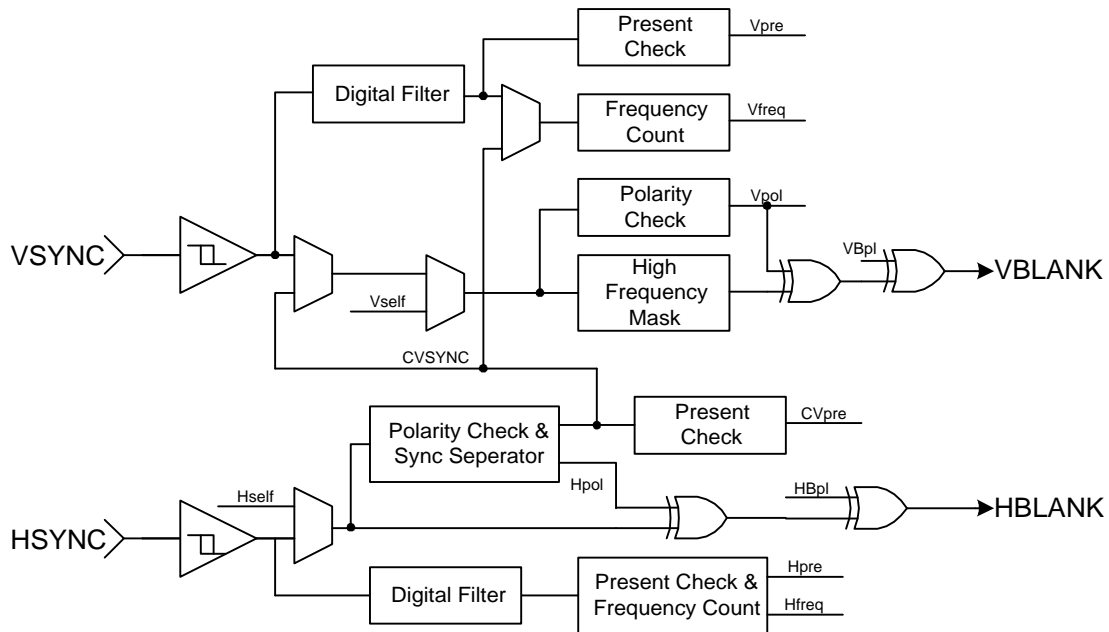 Present
Check
Vpre
Digital Filter
Frequency
Count
Vfreq
Polarity
Check
Vpol
VSYNC
VBpl
VBLANK
High
Frequency
Mask
Vself
CVSYNC
Present
Check
CVpre
Polarity Check &
Sync Seperator
Hpol
Hself
HBpl
HBLANK
HSYNC
Digital Filter
Present Check &
Frequency Count
Hpre
Hfreq